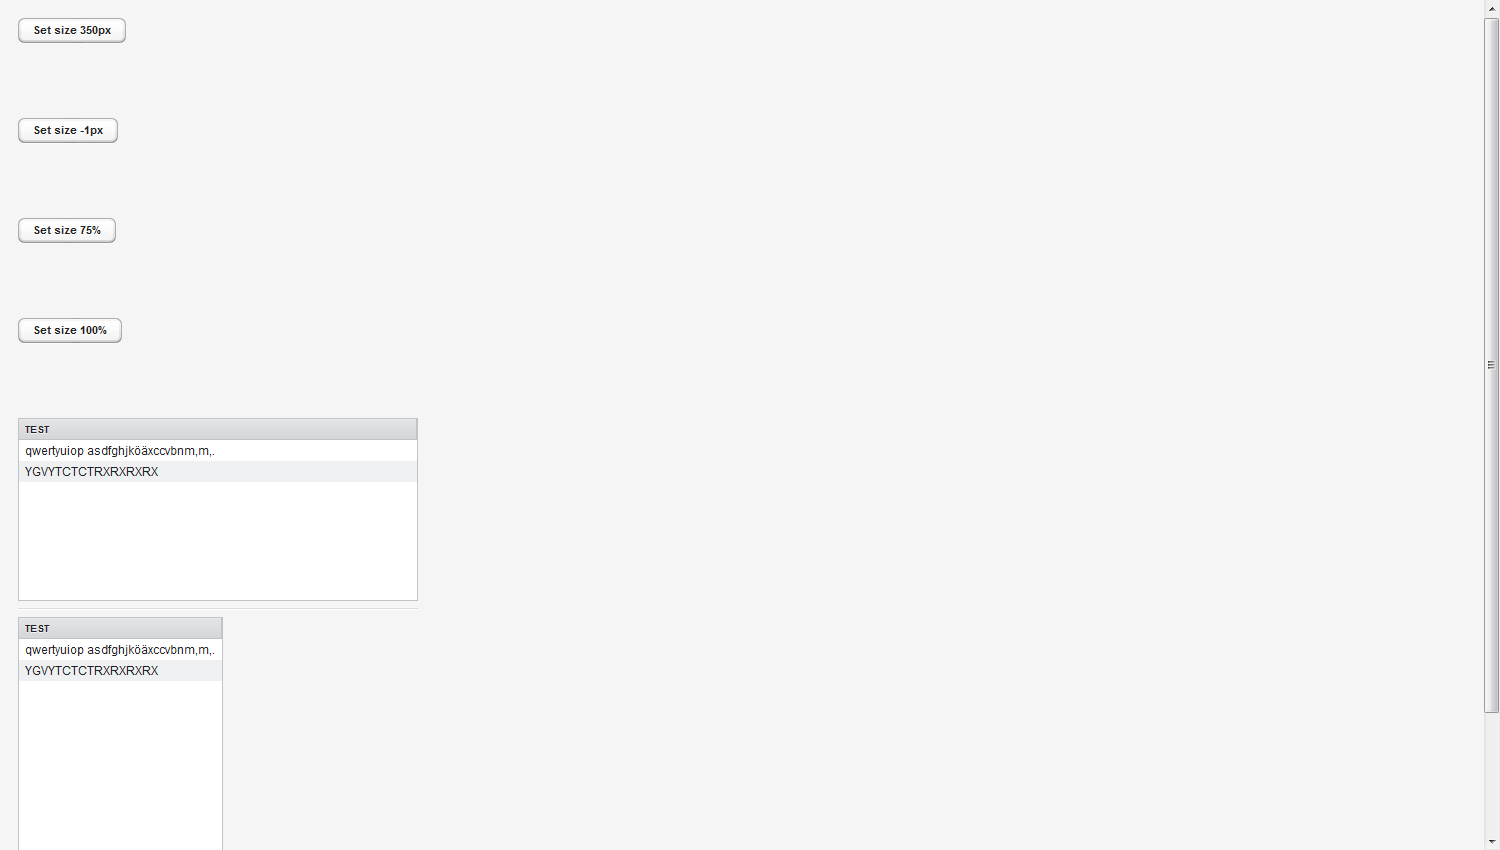 Set size 350px
Set size -1px
Set size 75%
Set size 100%
TEST
qwertyuiop asdfghjköäxccvbnm,m,.
YGVYTCTCTRXRXRXRX
TEST
qwertyuiop asdfghjköäxccvbnm,m,.
YGVYTCTCTRXRXRXRX